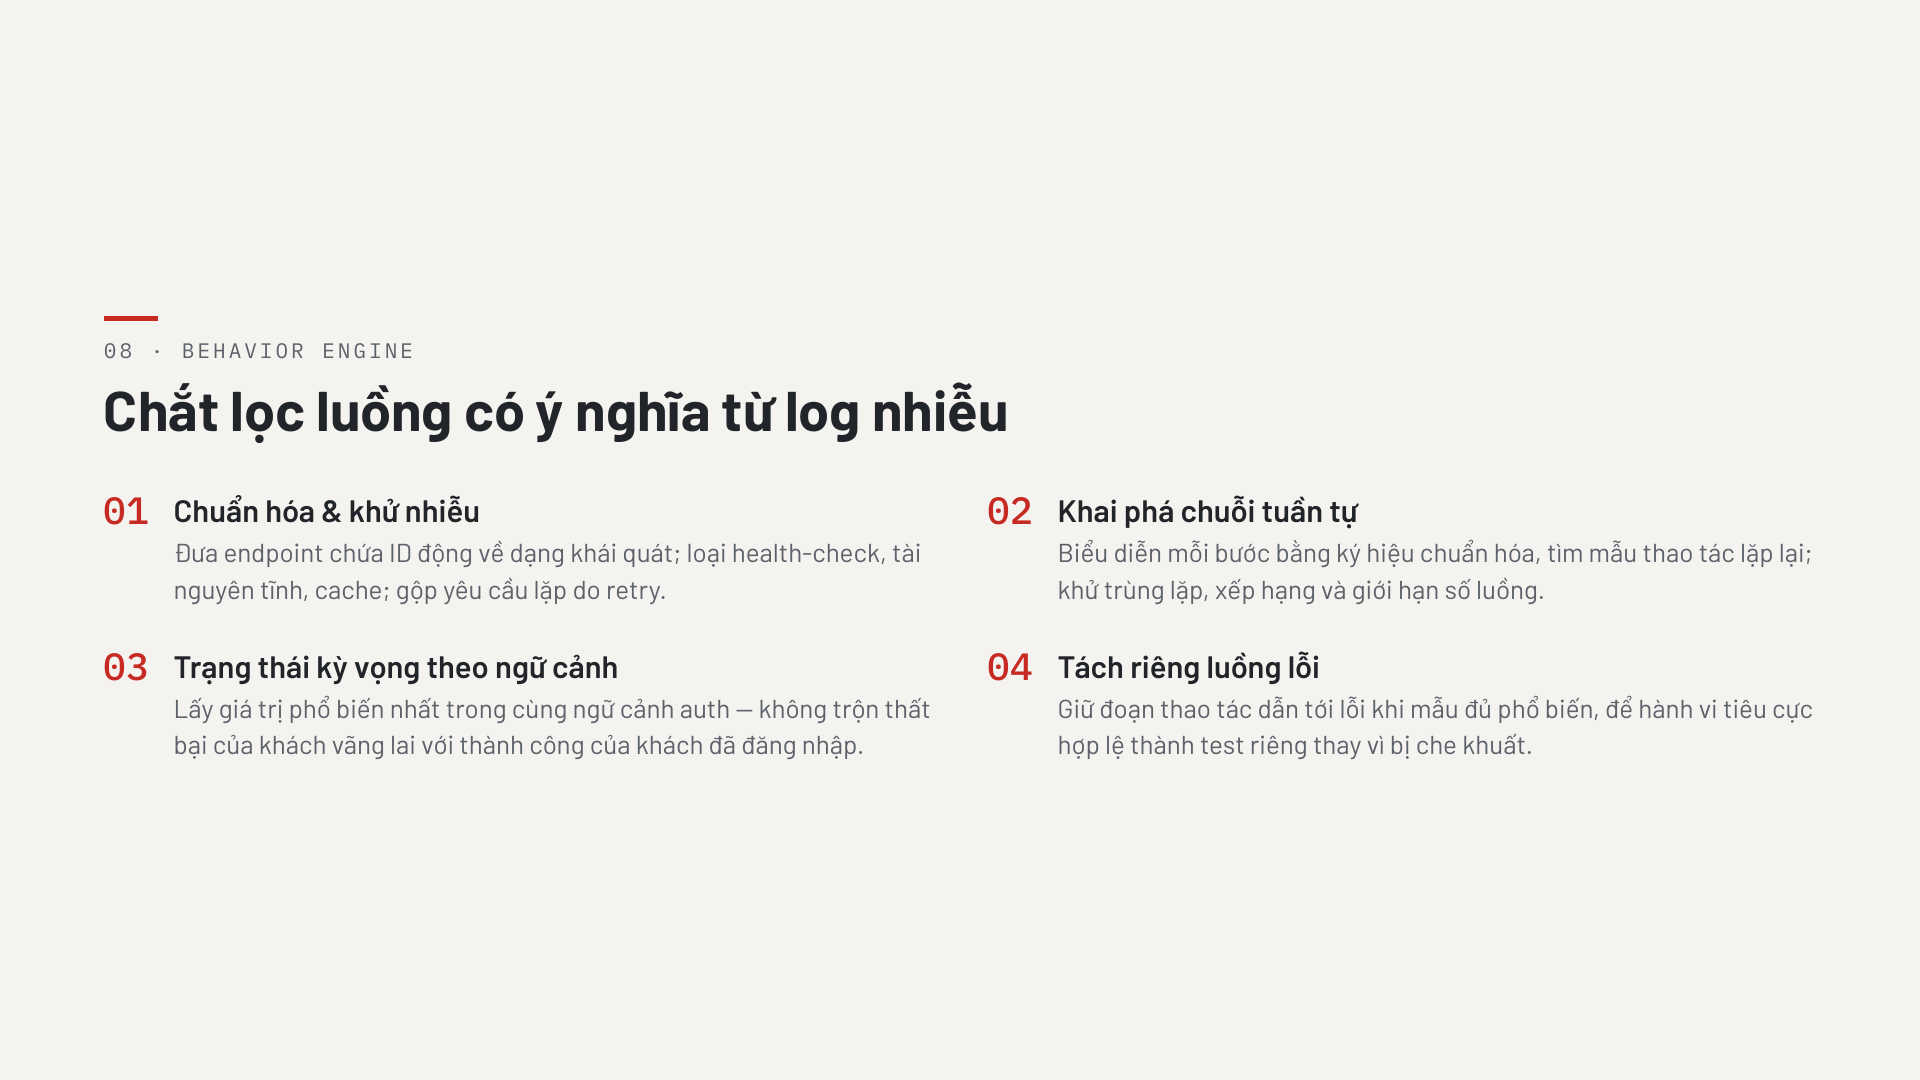 08 · BEHAVIOR ENGINE
Chắt lọc luồng có ý nghĩa từ log nhiễu
01 Chuẩn hóa & khử nhiễu
Đưa endpoint chứa ID động về dạng khái quát; loại health-check, tài
nguyên tĩnh, cache; gộp yêu cầu lặp do retry.
02 Khai phá chuỗi tuần tự
Biểu diễn mỗi bước bằng ký hiệu chuẩn hóa, tìm mẫu thao tác lặp lại;
khử trùng lặp, xếp hạng và giới hạn số luồng.
03 Trạng thái kỳ vọng theo ngữ cảnh
Lấy giá trị phổ biến nhất trong cùng ngữ cảnh auth — không trộn thất
bại của khách vãng lai với thành công của khách đã đăng nhập.
04 Tách riêng luồng lỗi
Giữ đoạn thao tác dẫn tới lỗi khi mẫu đủ phổ biến, để hành vi tiêu cực
hợp lệ thành test riêng thay vì bị che khuất.